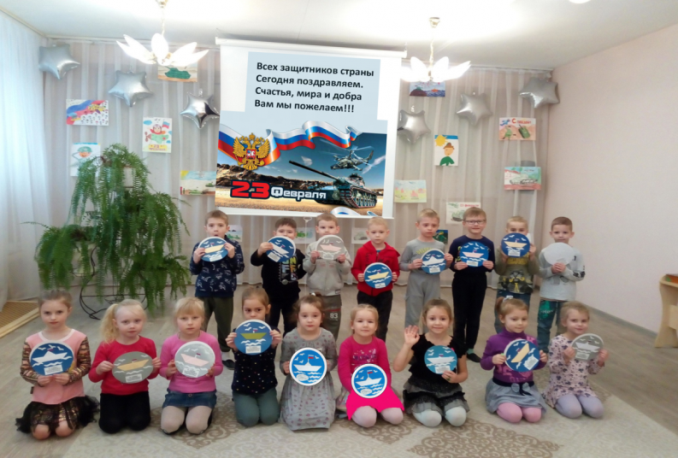 Всех защитников страны
Сегодня поздравляем.
Счастья, мира и добра
Вам мы пожелаем!!!
23 февраля